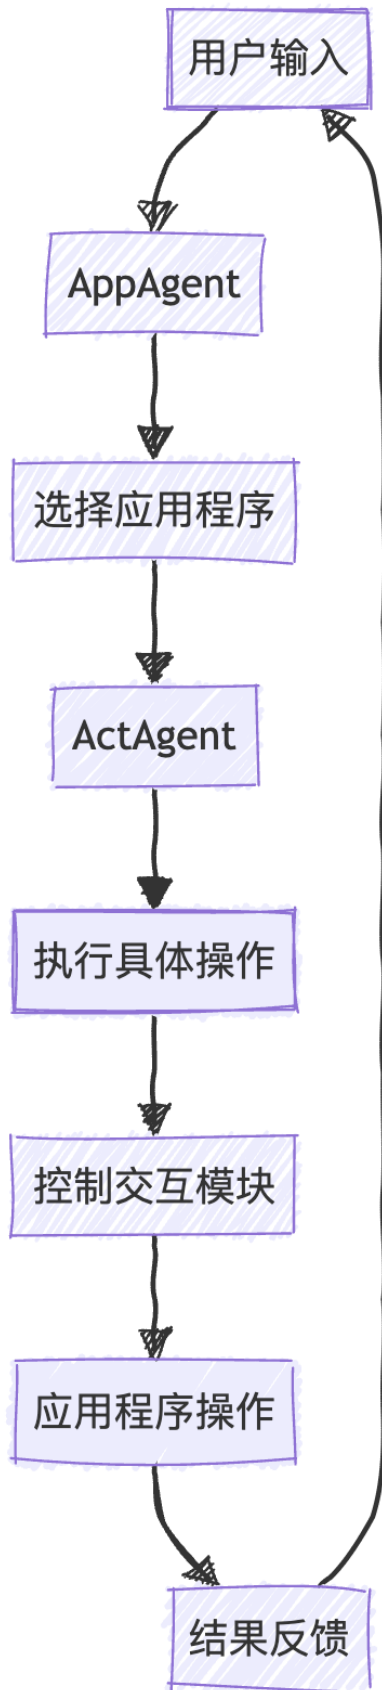 用户输入
AppAgent
选择应用程序
ActAgent
执行具体操作
控制交互模块
应用程序操作
结果反馈